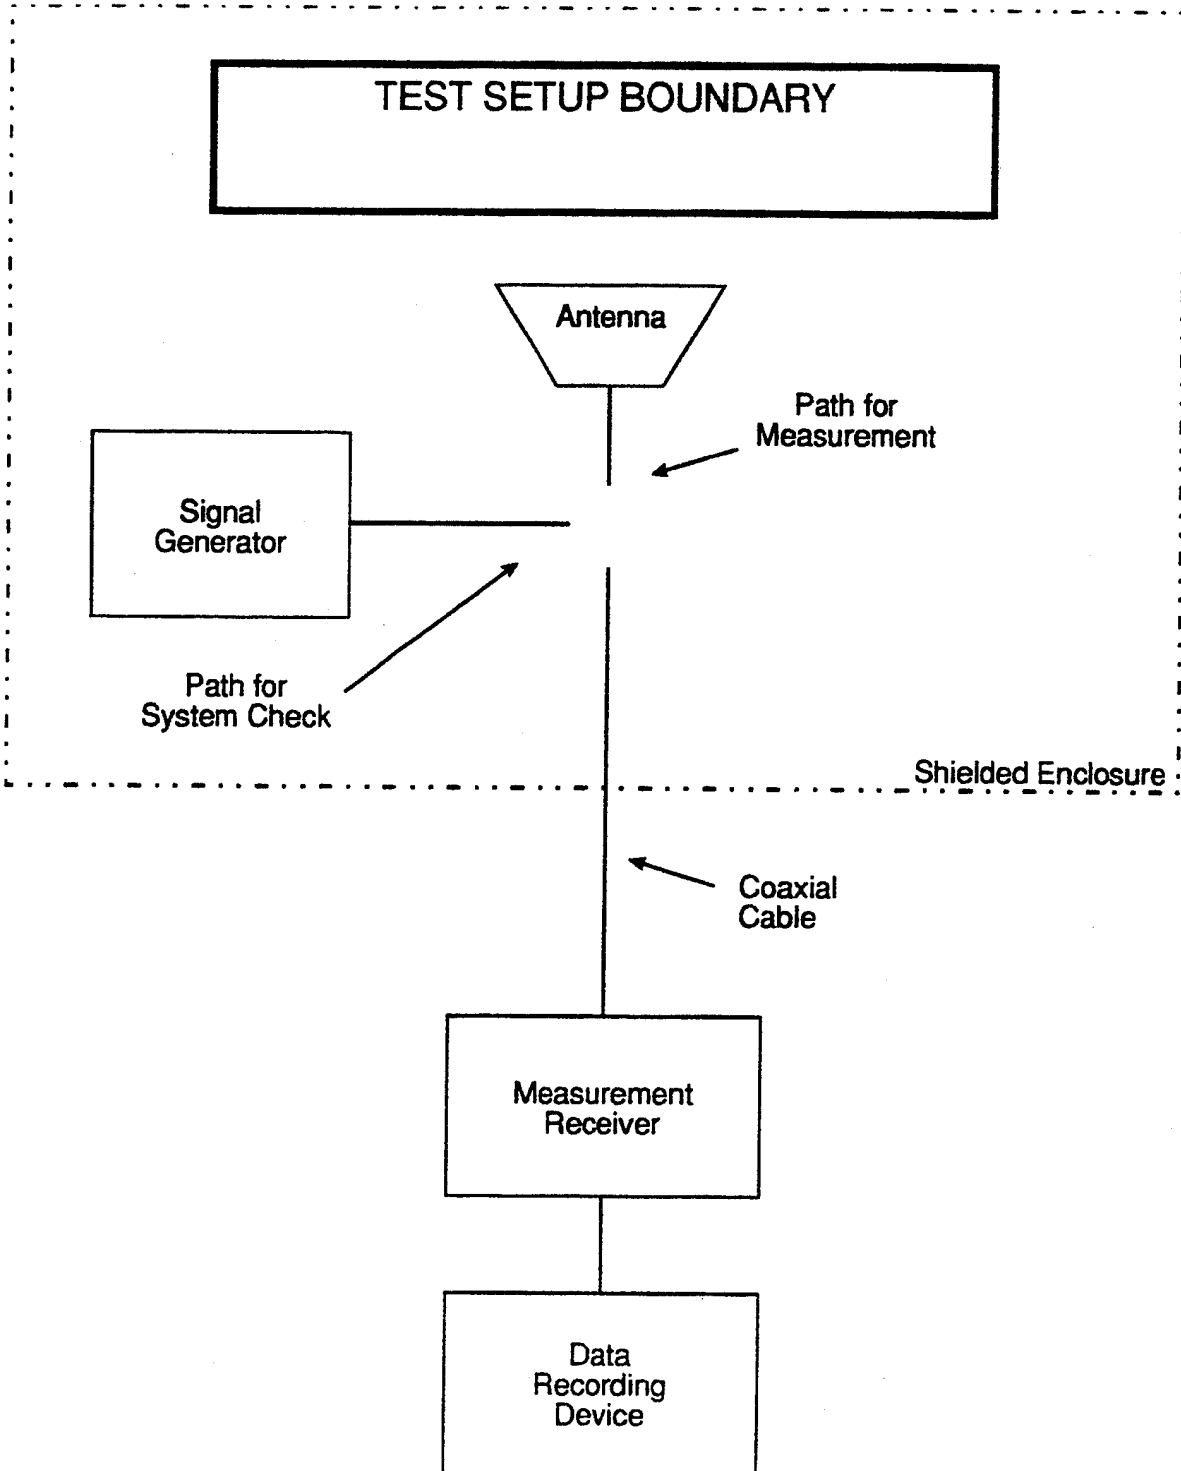 TEST SETUP BOUNDARY
Antenna
Path for
Measurement
Signal
Generator
Path for
System Check
Shielded Enclosure
Coaxial
Cable
Measurement
Receiver
Data
Recording
Device